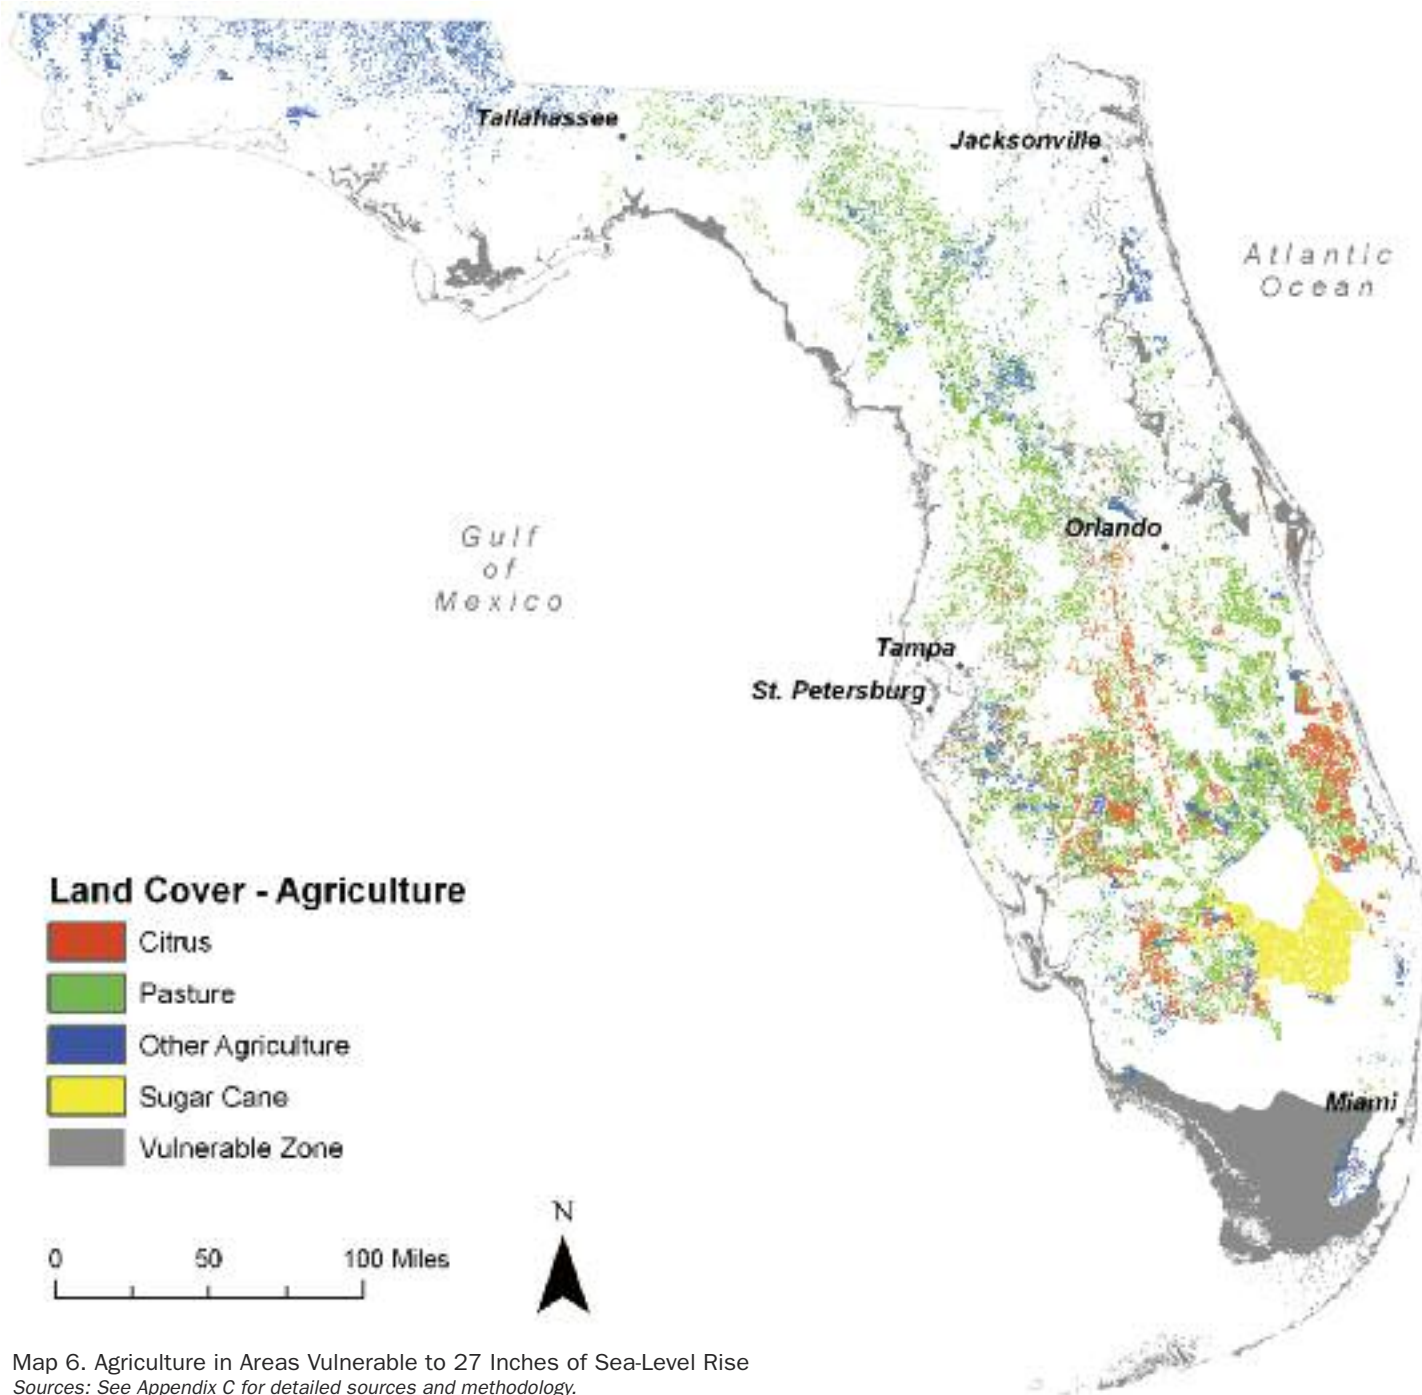 Tallahassee
Jacksonville
Atlantic
Ocean
Gulf
of
Mexico
Orlando
Tampa
St. Petersburg
Miami
Land Cover - Agriculture
Citrus
Pasture
Other Agriculture
Sugar Cane
Vulnerable Zone
N
0 50 100 Miles
Map 6. Agriculture in Areas Vulnerable to 27 Inches of Sea-Level Rise
Sources: See Appendix C for detailed sources and methodology.